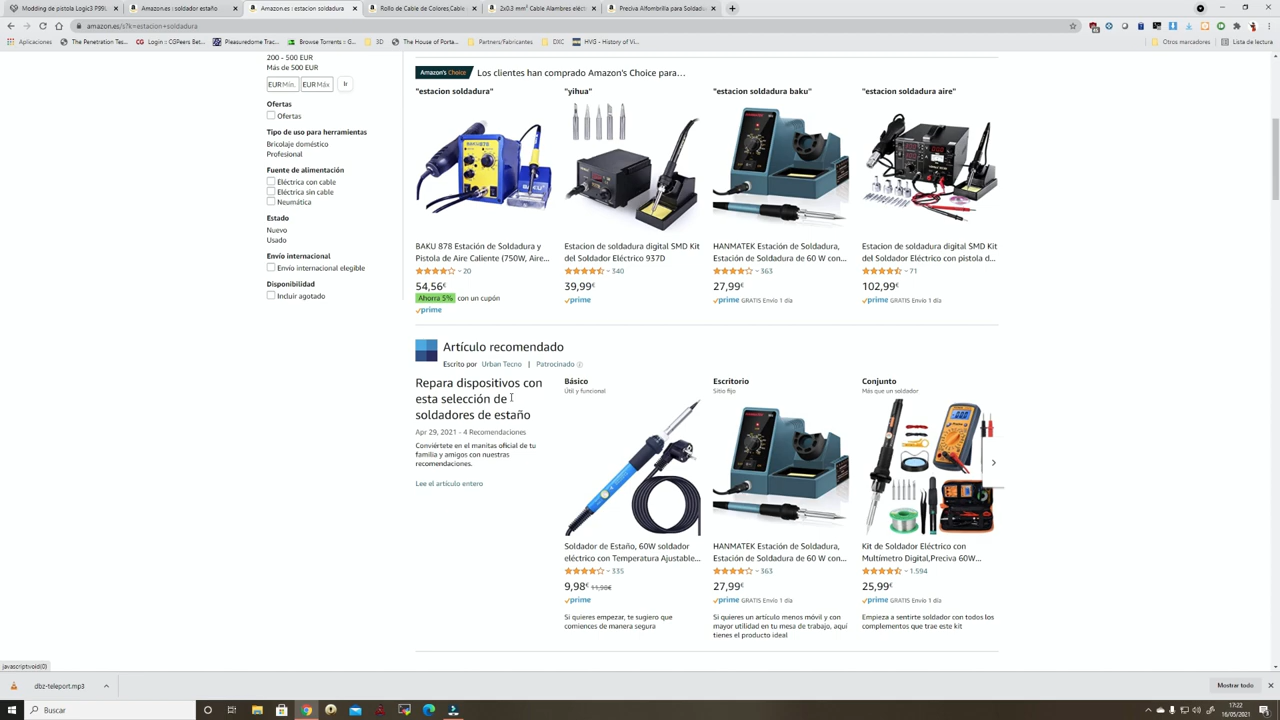 Modding de pistola Logic3 P99L
Amazon.es : soldador estaño
Amazon.es : estacion soldadura
Rollo de Cable de Colores,Cable
2x0.3 mm² Cable Alambres eléct
Preciva Alfombrilla para Soldad
amazon.es/s?k=estacion+soldadura
Aplicaciones
The Penetration Tes...
Login :: CGPeers Bet...
Pleasuredome Trac...
Browse Torrents :: G...
3D
The House of Porta...
Partners/Fabricantes
DXC
HVG - History of Vi...
Otros marcadores
Lista de lectura
200 - 500 EUR
Más de 500 EUR
EUR Mín. EUR Máx Ir
Ofertas
Ofertas
Tipo de uso para herramientas
Bricolaje doméstico
Profesional
Fuente de alimentación
Eléctrica con cable
Eléctrica sin cable
Neumática
Estado
Nuevo
Usado
Envío internacional
Envío internacional elegible
Disponibilidad
Incluir agotado
Amazon's Choice Los clientes han comprado Amazon's Choice para…
"estacion soldadura"
BAKU 878 Estación de Soldadura y
Pistola de Aire Caliente (750W, Aire...
~ 20
54,56€
Ahorra 5% con un cupón
prime
"yihua"
Estacion de soldadura digital SMD Kit
del Soldador Eléctrico 937D
~ 340
39,99€
prime
"estacion soldadura baku"
HANMATEK Estación de Soldadura,
Estación de Soldadura de 60 W con...
~ 363
27,99€
prime GRATIS Envío 1 día
"estacion soldadura aire"
Estacion de soldadura digital SMD Kit
del Soldador Eléctrico con pistola d...
~ 71
102,99€
prime GRATIS Envío 1 día
Artículo recomendado
Escrito por Urban Tecno | Patrocinado
Repara dispositivos con
esta selección de
soldadores de estaño
Apr 29, 2021 - 4 Recomendaciones
Conviértete en el manitas oficial de tu
familia y amigos con nuestras
recomendaciones.
Lee el artículo entero
Básico
Útil y funcional
Soldador de Estaño, 60W soldador
eléctrico con Temperatura Ajustable...
~ 335
9,98€ 11,98€
prime
Si quieres empezar, te sugiero que
comiences de manera segura
Escritorio
Sitio fijo
HANMATEK Estación de Soldadura,
Estación de Soldadura de 60 W con...
~ 363
27,99€
prime GRATIS Envío 1 día
Si quieres un artículo menos móvil y con
mayor utilidad en tu mesa de trabajo, aquí
tienes el producto ideal
Conjunto
Más que un soldador
Kit de Soldador Eléctrico con
Multímetro Digital,Preciva 60W...
~ 1.594
25,99€
prime GRATIS Envío 1 día
Empieza a sentirte soldador con todos los
complementos que trae este kit
javascript:void(0)
dbz-teleport.mp3
Mostrar todo
Buscar
17:22
16/05/2021